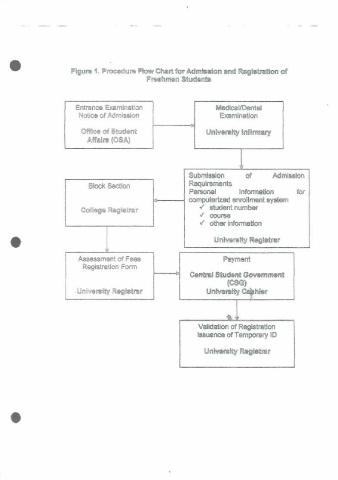 Figure 1. Procedure Flow Chart for Admission and Registration of
Freshmen Students
Entrance Examination
Notice of Admission
Office of Student
Affairs (OSA)
Medical/Dental
Examination
University Infirmary
Submission of Admission
Requirements
Personal Information for
computerized enrollment system
✓ student number
✓ course
✓ other information
University Registrar
Block Section
College Registrar
Assessment of Fees
Registration Form
University Registrar
Payment
Central Student Government
(CSG)
University Cashier
Validation of Registration
Issuance of Temporary ID
University Registrar